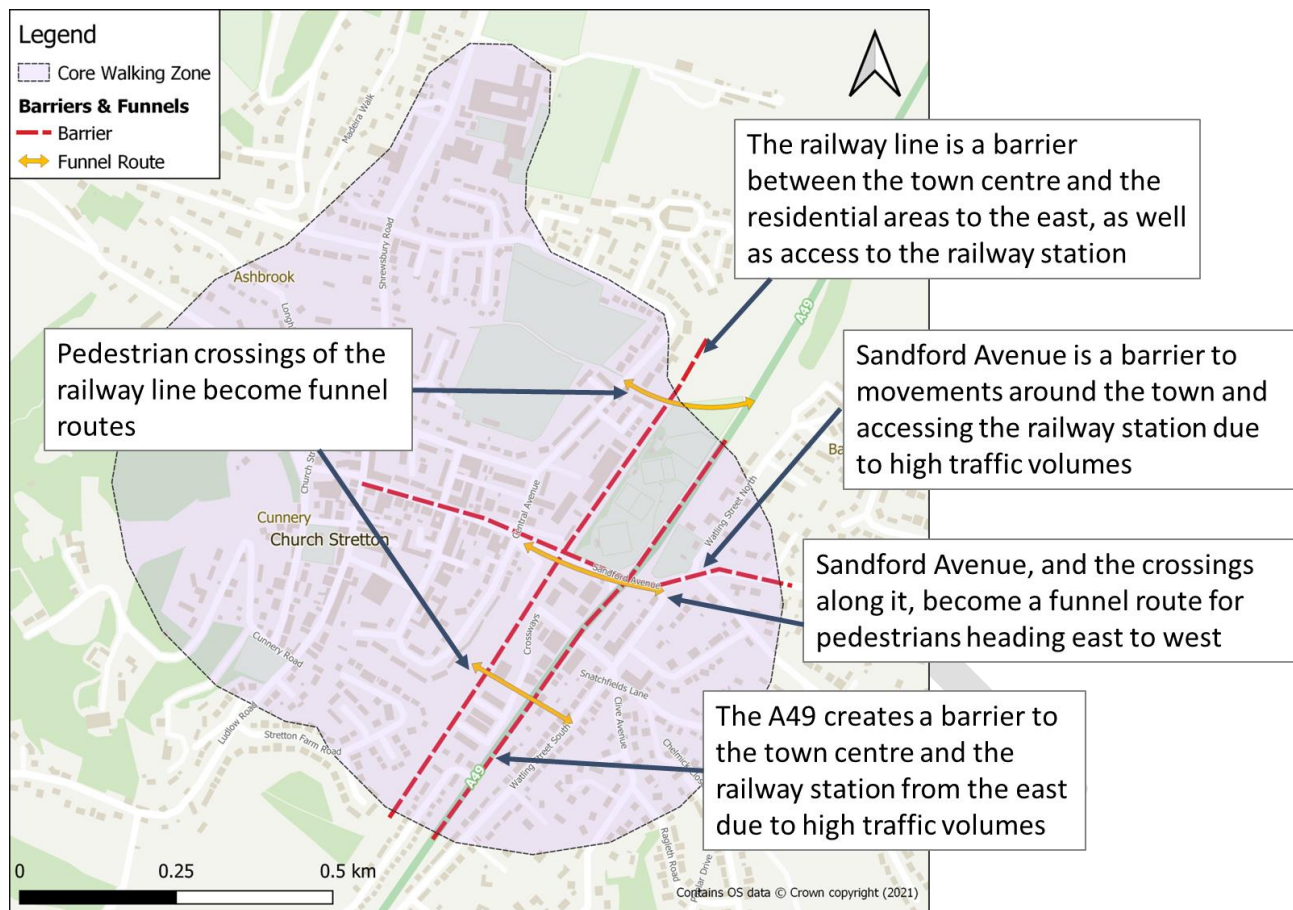 Legend
Core Walking Zone
Barriers & Funnels
Barrier
Funnel Route
The railway line is a barrier
between the town centre and the
residential areas to the east, as well
as access to the railway station
Pedestrian crossings of the
railway line become funnel
routes
Sandford Avenue is a barrier to
movements around the town and
accessing the railway station due
to high traffic volumes
Sandford Avenue, and the crossings
along it, become a funnel route for
pedestrians heading east to west
The A49 creates a barrier to
the town centre and the
railway station from the east
due to high traffic volumes
Madeira Walk
Shrewsbury Road
Ashbrook
A49
Central Avenue
Watling Street North
Cunnery
Church Stretton
Sandford Avenue
Crossways
Cunnery Road
Snatchfields Lane
Clive Avenue
Ludlow Road
Stretton Farm Road
Watling Street South
A49
Ragleth Road
0 0.25 0.5 km
Contains OS data © Crown copyright (2021)